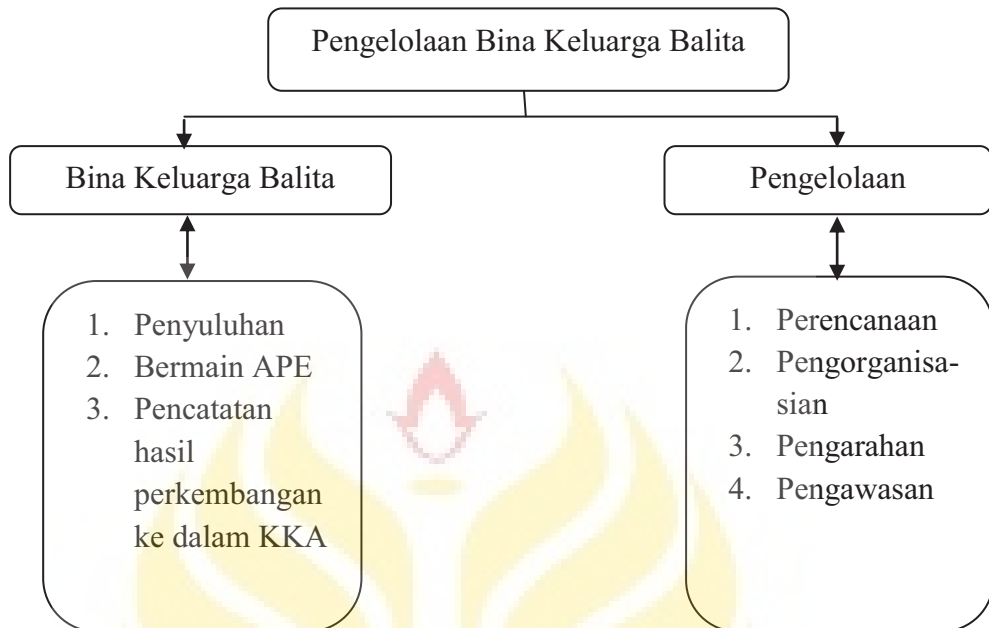 Pengelolaan Bina Keluarga Balita
Bina Keluarga Balita
Pengelolaan
1. Penyuluhan
2. Bermain APE
3. Pencatatan
hasil
perkembangan
ke dalam KKA
1. Perencanaan
2. Pengorganisa-
sian
3. Pengarahan
4. Pengawasan